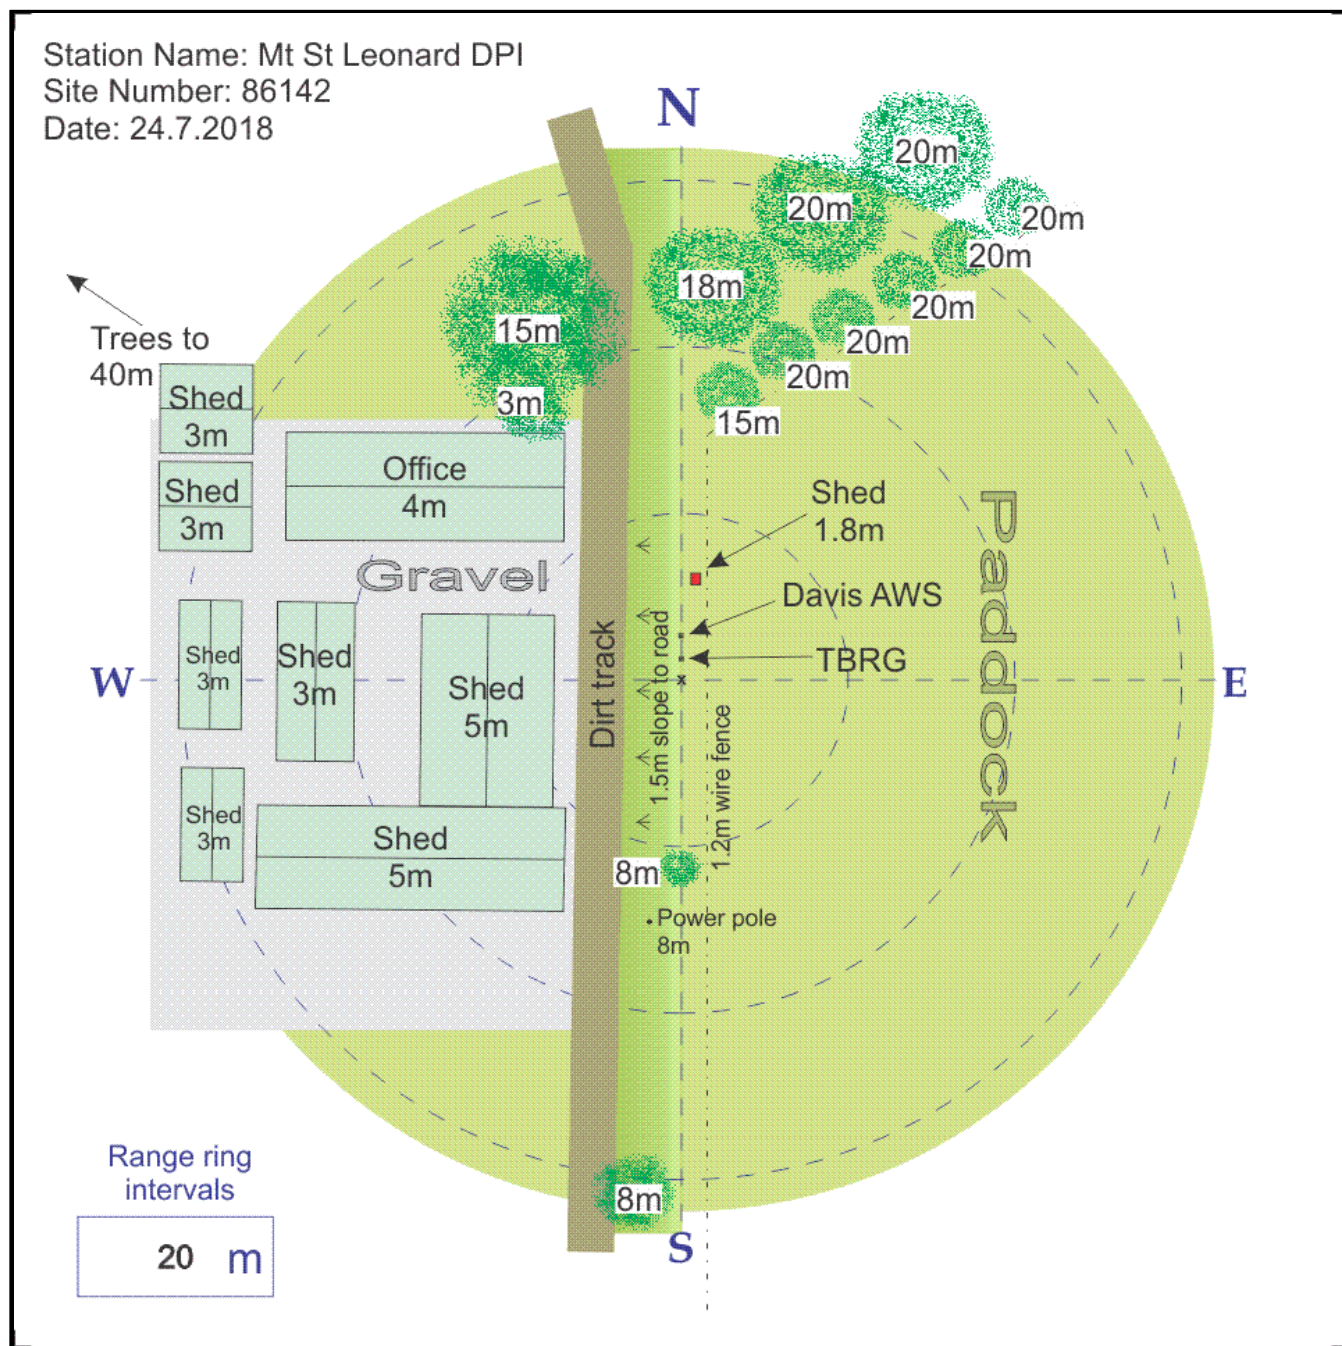 Station Name: Mt St Leonard DPI
Site Number: 86142
Date: 24.7.2018
N
20m
20m
20m
20m
18m
20m
15m
20m
20m
15m
3m
Trees to
40m
Shed
3m
Shed
3m
Office
4m
Gravel
Shed
1.8m
Davis AWS
TBRG
Paddock
Dirt track
1.5m slope to road
1.2m wire fence
W
Shed
3m
Shed
3m
Shed
5m
x
E
Shed
3m
Shed
5m
8m
Power pole
8m
8m
S
Range ring
intervals
20 m